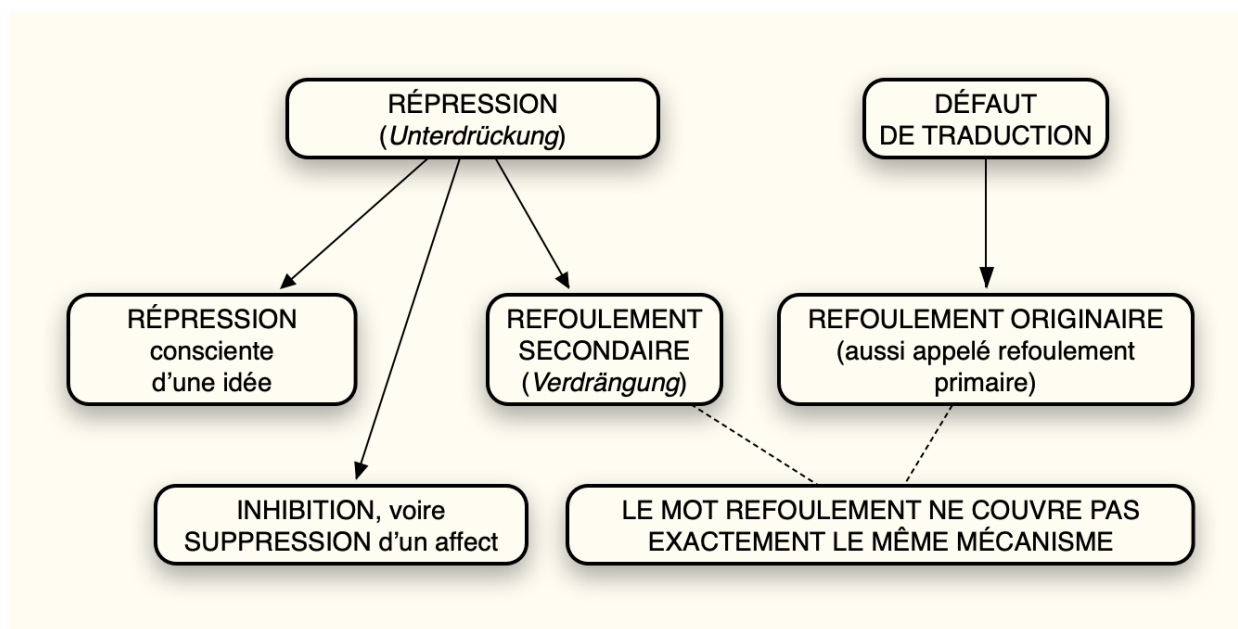 RÉPRESSION
(Unterdrückung)
DÉFAUT
DE TRADUCTION
RÉPRESSION
consciente
d’une idée
REFOULEMENT
SECONDAIRE
(Verdrängung)
REFOULEMENT ORIGINAIRE
(aussi appelé refoulement
primaire)
INHIBITION, voire
SUPPRESSION d’un affect
LE MOT REFOULEMENT NE COUVRE PAS
EXACTEMENT LE MÊME MÉCANISME